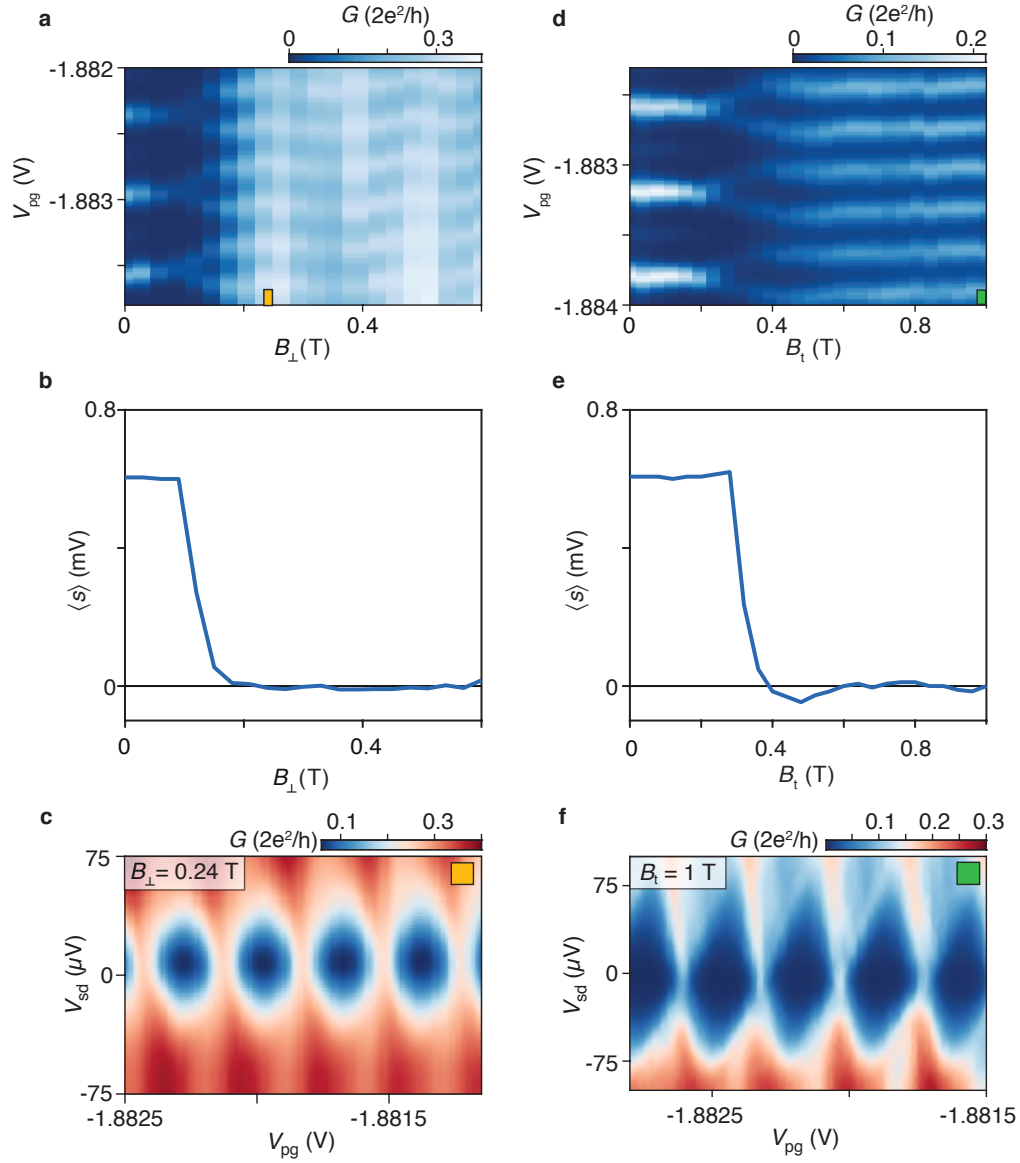 a
G (2e²/h)
0 0.3
-1.882
-1.883
V_pg (V)
0 0.4
B_⊥(T)
b
0.8
0
⟨s⟩ (mV)
0 0.4
B_⊥(T)
c
G (2e²/h) 0.1 0.3
B_⊥= 0.24 T
75
0
-75
V_sd (µV)
-1.8825 -1.8815
V_pg (V)
d
G (2e²/h)
0 0.1 0.2
-1.883
-1.884
V_pg (V)
0 0.4 0.8
B_t (T)
e
0.8
0
⟨s⟩ (mV)
0 0.4 0.8
B_t (T)
f
G (2e²/h) 0.1 0.2 0.3
B_t = 1 T
75
0
-75
V_sd (µV)
-1.8825 -1.8815
V_pg (V)